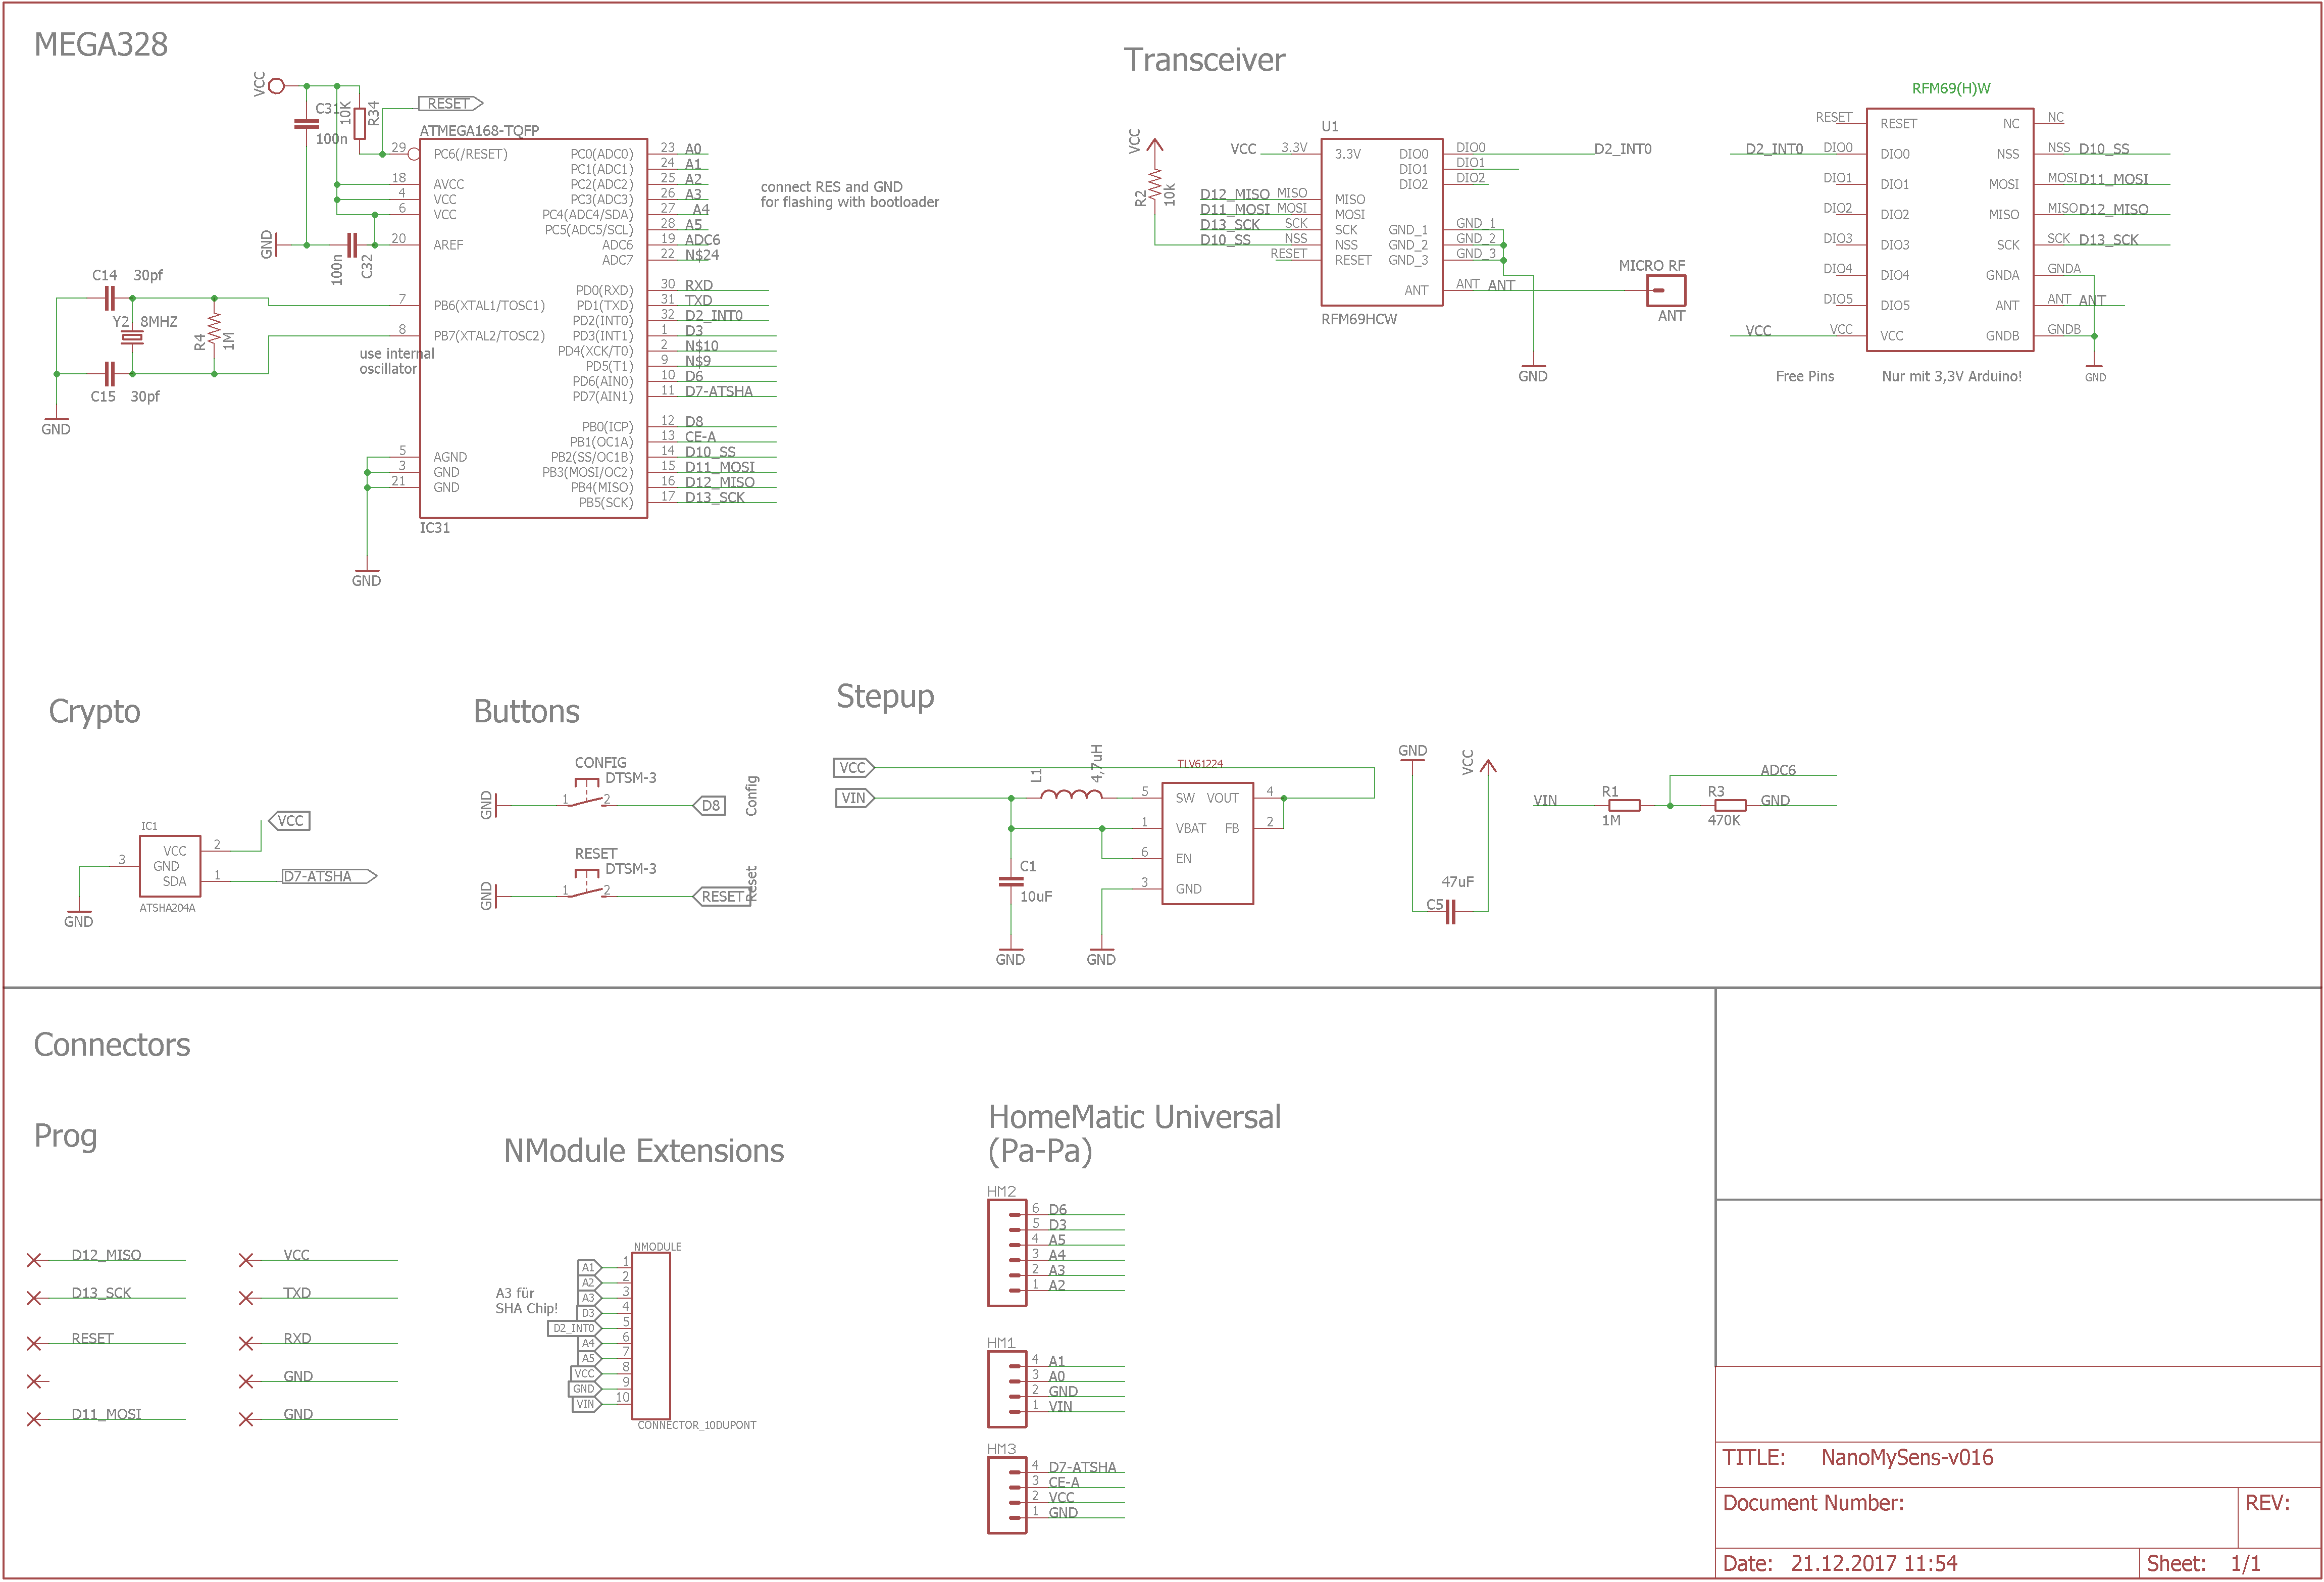 MEGA328
VCC
C31
100n
10K
R34
RESET
ATMEGA168-TQFP
29 PC6(/RESET)
18 AVCC
4 VCC
6 VCC
20 AREF
GND
100n
C32
7 PB6(XTAL1/TOSC1)
8 PB7(XTAL2/TOSC2)
5 AGND
3 GND
21 GND
PC0(ADC0) 23 A0
PC1(ADC1) 24 A1
PC2(ADC2) 25 A2
PC3(ADC3) 26 A3
PC4(ADC4/SDA) 27 A4
PC5(ADC5/SCL) 28 A5
ADC6 19 ADC6
ADC7 22 N$24
PD0(RXD) 30 RXD
PD1(TXD) 31 TXD
PD2(INT0) 32 D2_INT0
PD3(INT1) 1 D3
PD4(XCK/T0) 2 N$10
PD5(T1) 9 N$9
PD6(AIN0) 10 D6
PD7(AIN1) 11 D7-ATSHA
PB0(ICP) 12 D8
PB1(OC1A) 13 CE-A
PB2(SS/OC1B) 14 D10_SS
PB3(MOSI/OC2) 15 D11_MOSI
PB4(MISO) 16 D12_MISO
PB5(SCK) 17 D13_SCK
IC31
GND
connect RES and GND
for flashing with bootloader
C14 30pf
Y2 8MHZ
R4
1M
C15 30pf
GND
use internal
oscillator
Transceiver
VCC
R2
10k
U1
VCC 3.3V 3.3V
D12_MISO MISO MISO
D11_MOSI MOSI MOSI
D13_SCK SCK SCK
D10_SS NSS NSS
RESET RESET
DIO0 DIO0 D2_INT0
DIO1 DIO1
DIO2 DIO2
GND_1 GND_1
GND_2 GND_2
GND_3 GND_3
ANT ANT ANT
RFM69HCW
GND
MICRO RF
ANT
RFM69(H)W
RESET RESET NC NC
D2_INT0 DIO0 DIO0 NSS NSS D10_SS
DIO1 DIO1 MOSI MOSI D11_MOSI
DIO2 DIO2 MISO MISO D12_MISO
DIO3 DIO3 SCK SCK D13_SCK
DIO4 DIO4 GNDA GNDA
DIO5 DIO5 ANT ANT ANT
VCC VCC VCC GNDB GNDB
Free Pins
Nur mit 3,3V Arduino!
GND
Crypto
IC1
VCC 2 VCC
3 GND
SDA 1 D7-ATSHA
ATSHA204A
GND
Buttons
CONFIG
DTSM-3
GND 1 2 D8
Config
RESET
DTSM-3
GND 1 2 RESET
Reset
Stepup
VCC
VIN
L1
4,7uH
TLV61224
5 SW VOUT 4
1 VBAT FB 2
6 EN
3 GND
C1
10uF
GND
GND
GND
VCC
47uF
C5
VIN
R1
1M
ADC6
R3
470K
GND
Connectors
Prog
D12_MISO VCC
D13_SCK TXD
RESET RXD
GND
D11_MOSI GND
NModule Extensions
NMODULE
A3 für
SHA Chip!
A1 1
A2 2
A3 3
D3 4
D2_INT0 5
A4 6
A5 7
VCC 8
GND 9
VIN 10
CONNECTOR_10DUPONT
HomeMatic Universal
(Pa-Pa)
HM2
6 D6
5 D3
4 A5
3 A4
2 A3
1 A2
HM1
4 A1
3 A0
2 GND
1 VIN
HM3
4 D7-ATSHA
3 CE-A
2 VCC
1 GND
TITLE: NanoMySens-v016
Document Number:
REV:
Date: 21.12.2017 11:54
Sheet: 1/1